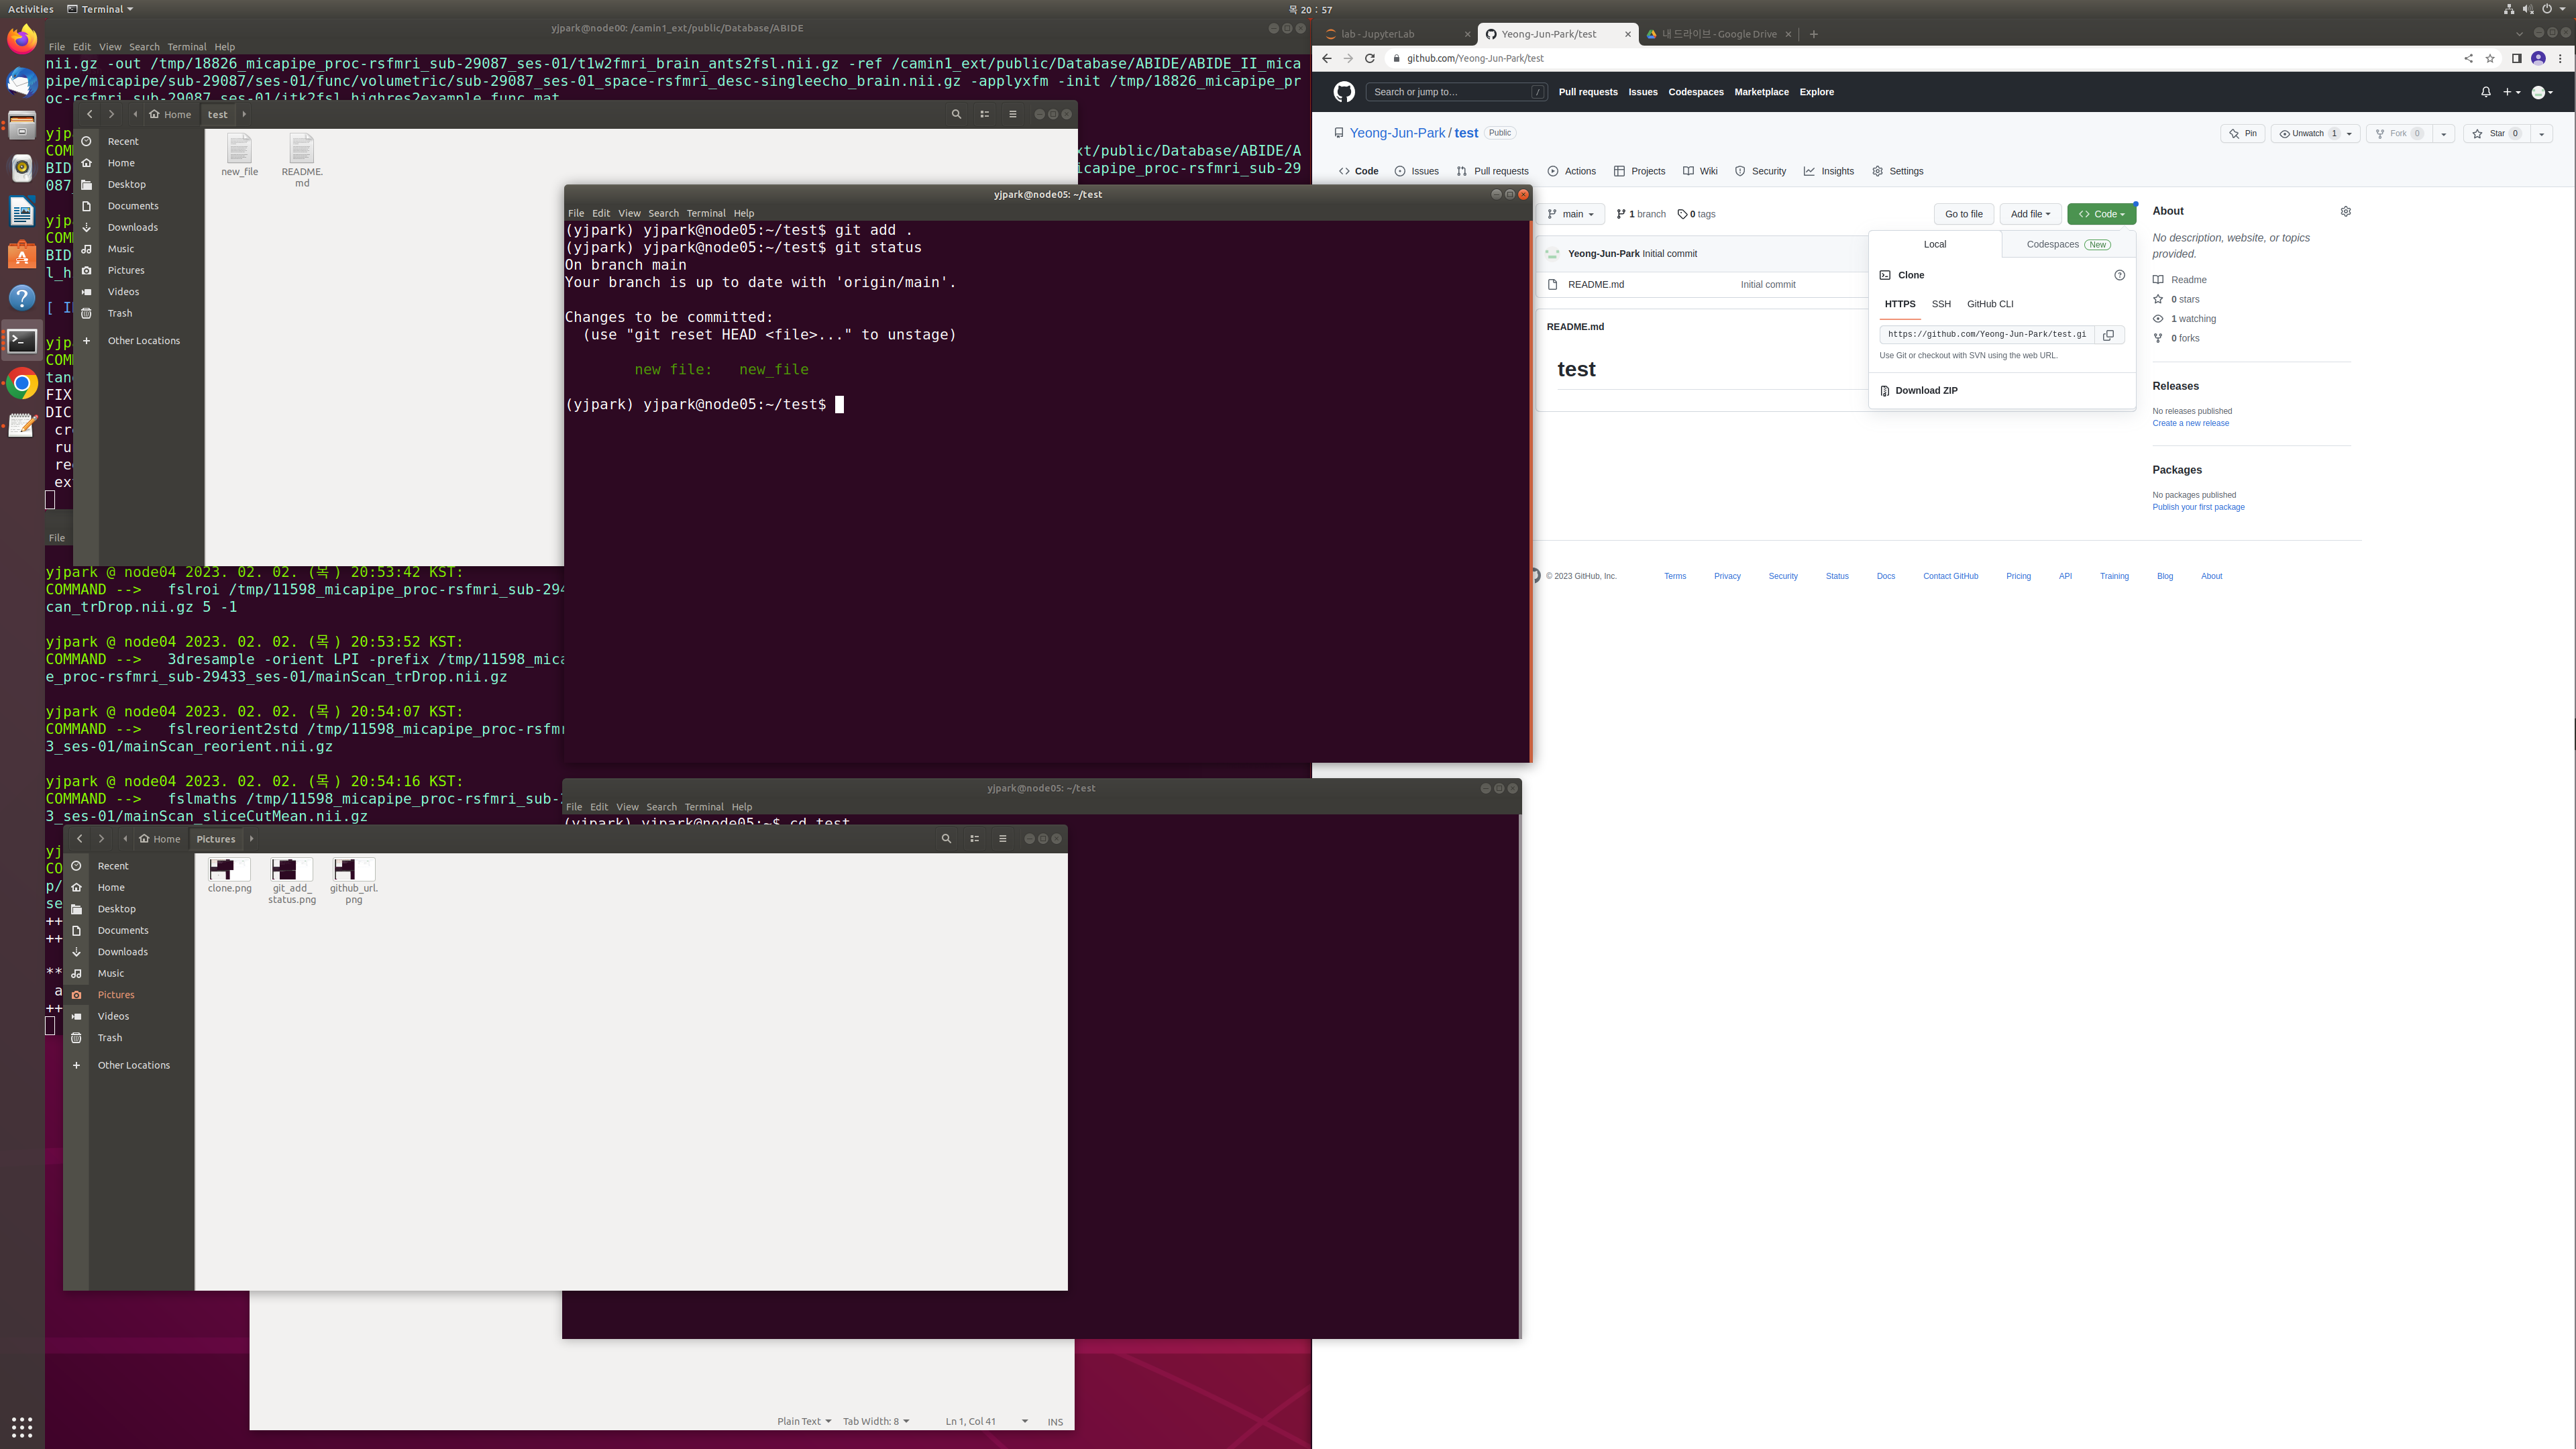 Activities
Terminal
목 20 : 57
yjpark@node00: /camin1_ext/public/Database/ABIDE
File Edit View Search Terminal Help
nii.gz -out /tmp/18826_micapipe_proc-rsfmri_sub-29087_ses-01/t1w2fmri_brain_ants2fsl.nii.gz -ref /camin1_ext/public/Database/ABIDE/ABIDE_II_mica
pipe/micapipe/sub-29087/ses-01/func/volumetric/sub-29087_ses-01_space-rsfmri_desc-singleecho_brain.nii.gz -applyxfm -init /tmp/18826_micapipe_pr
oc-rsfmri_sub-29087_ses-01/itk2fsl_highres2example_func.mat
xt/public/Database/ABIDE/A
icapipe_proc-rsfmri_sub-29
087_
Home
test
Recent
Home
Desktop
Documents
Downloads
Music
Pictures
Videos
Trash
Other Locations
new_file
README.
md
yjpark@node05: ~/test
File Edit View Search Terminal Help
(yjpark) yjpark@node05:~/test$ git add .
(yjpark) yjpark@node05:~/test$ git status
On branch main
Your branch is up to date with 'origin/main'.
Changes to be committed:
(use "git reset HEAD <file>..." to unstage)
new file: new_file
(yjpark) yjpark@node05:~/test$
File
yjpark @ node04 2023. 02. 02. (목) 20:53:42 KST:
COMMAND --> fslroi /tmp/11598_micapipe_proc-rsfmri_sub-294
can_trDrop.nii.gz 5 -1
yjpark @ node04 2023. 02. 02. (목) 20:53:52 KST:
COMMAND --> 3dresample -orient LPI -prefix /tmp/11598_mica
e_proc-rsfmri_sub-29433_ses-01/mainScan_trDrop.nii.gz
yjpark @ node04 2023. 02. 02. (목) 20:54:07 KST:
COMMAND --> fslreorient2std /tmp/11598_micapipe_proc-rsfmr
3_ses-01/mainScan_reorient.nii.gz
yjpark @ node04 2023. 02. 02. (목) 20:54:16 KST:
COMMAND --> fslmaths /tmp/11598_micapipe_proc-rsfmri_sub-
3_ses-01/mainScan_sliceCutMean.nii.gz
yjpark@node05: ~/test
File Edit View Search Terminal Help
(yjpark) yjpark@node05:~$ cd test
Home
Pictures
Recent
Home
Desktop
Documents
Downloads
Music
Pictures
Videos
Trash
Other Locations
clone.png
git_add_
status.png
github_url.
png
Plain Text
Tab Width: 8
Ln 1, Col 41
INS
lab - JupyterLab
Yeong-Jun-Park/test
내 드라이브 - Google Drive
github.com/Yeong-Jun-Park/test
Search or jump to…
/
Pull requests Issues Codespaces Marketplace Explore
Yeong-Jun-Park / test Public
Pin
Unwatch 1
Fork 0
Star 0
Code
Issues
Pull requests
Actions
Projects
Wiki
Security
Insights
Settings
main
1 branch
0 tags
Go to file
Add file
Code
Yeong-Jun-Park Initial commit
README.md
Initial commit
README.md
test
Local
Codespaces New
Clone
HTTPS SSH GitHub CLI
https://github.com/Yeong-Jun-Park/test.gi
Use Git or checkout with SVN using the web URL.
Download ZIP
About
No description, website, or topics
provided.
Readme
0 stars
1 watching
0 forks
Releases
No releases published
Create a new release
Packages
No packages published
Publish your first package
© 2023 GitHub, Inc.
Terms Privacy Security Status Docs Contact GitHub Pricing API Training Blog About